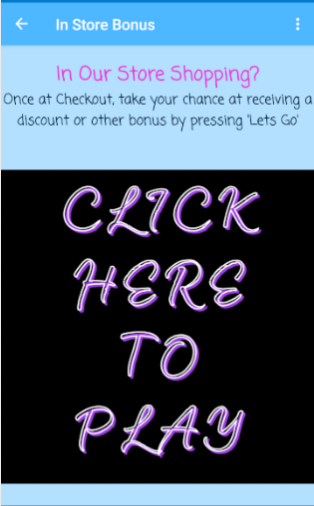 In Store Bonus
In Our Store Shopping?
Once at Checkout, take your chance at receiving a
discount or other bonus by pressing 'Lets Go'
CLICK
HERE
TO
PLAY